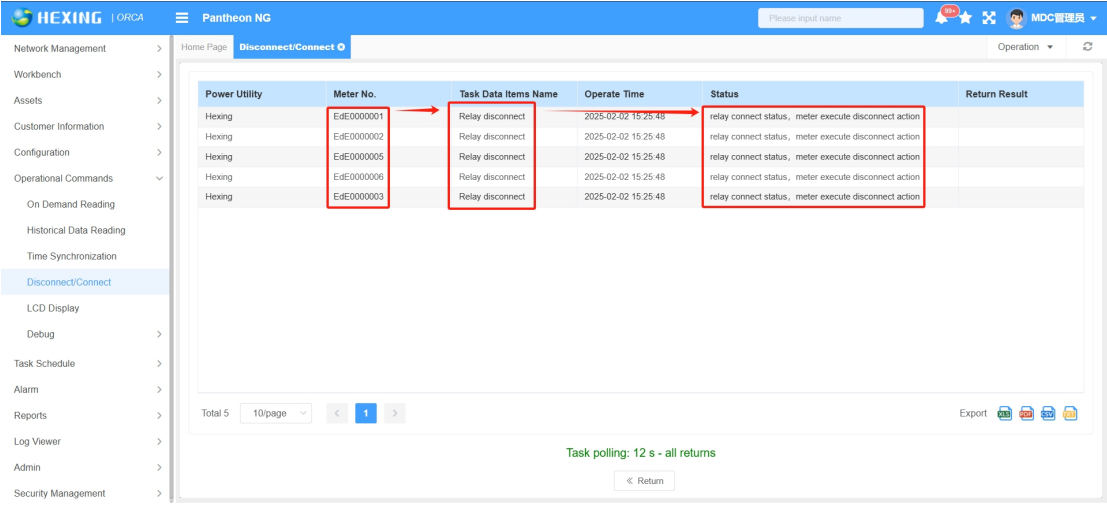 HEXING | ORCA
Pantheon NG
Please input name
99+
MDC管理员
Network Management
Workbench
Assets
Customer Information
Configuration
Operational Commands
On Demand Reading
Historical Data Reading
Time Synchronization
Disconnect/Connect
LCD Display
Debug
Task Schedule
Alarm
Reports
Log Viewer
Admin
Security Management
Home Page Disconnect/Connect
Operation
Power Utility Meter No. Task Data Items Name Operate Time Status Return Result
Hexing EdE0000001 Relay disconnect 2025-02-02 15:25:48 relay connect status，meter execute disconnect action
Hexing EdE0000002 Relay disconnect 2025-02-02 15:25:48 relay connect status，meter execute disconnect action
Hexing EdE0000005 Relay disconnect 2025-02-02 15:25:48 relay connect status，meter execute disconnect action
Hexing EdE0000006 Relay disconnect 2025-02-02 15:25:48 relay connect status，meter execute disconnect action
Hexing EdE0000003 Relay disconnect 2025-02-02 15:25:48 relay connect status，meter execute disconnect action
Total 5 10/page < 1 >
Export XLS PDF CSV
Task polling: 12 s - all returns
« Return